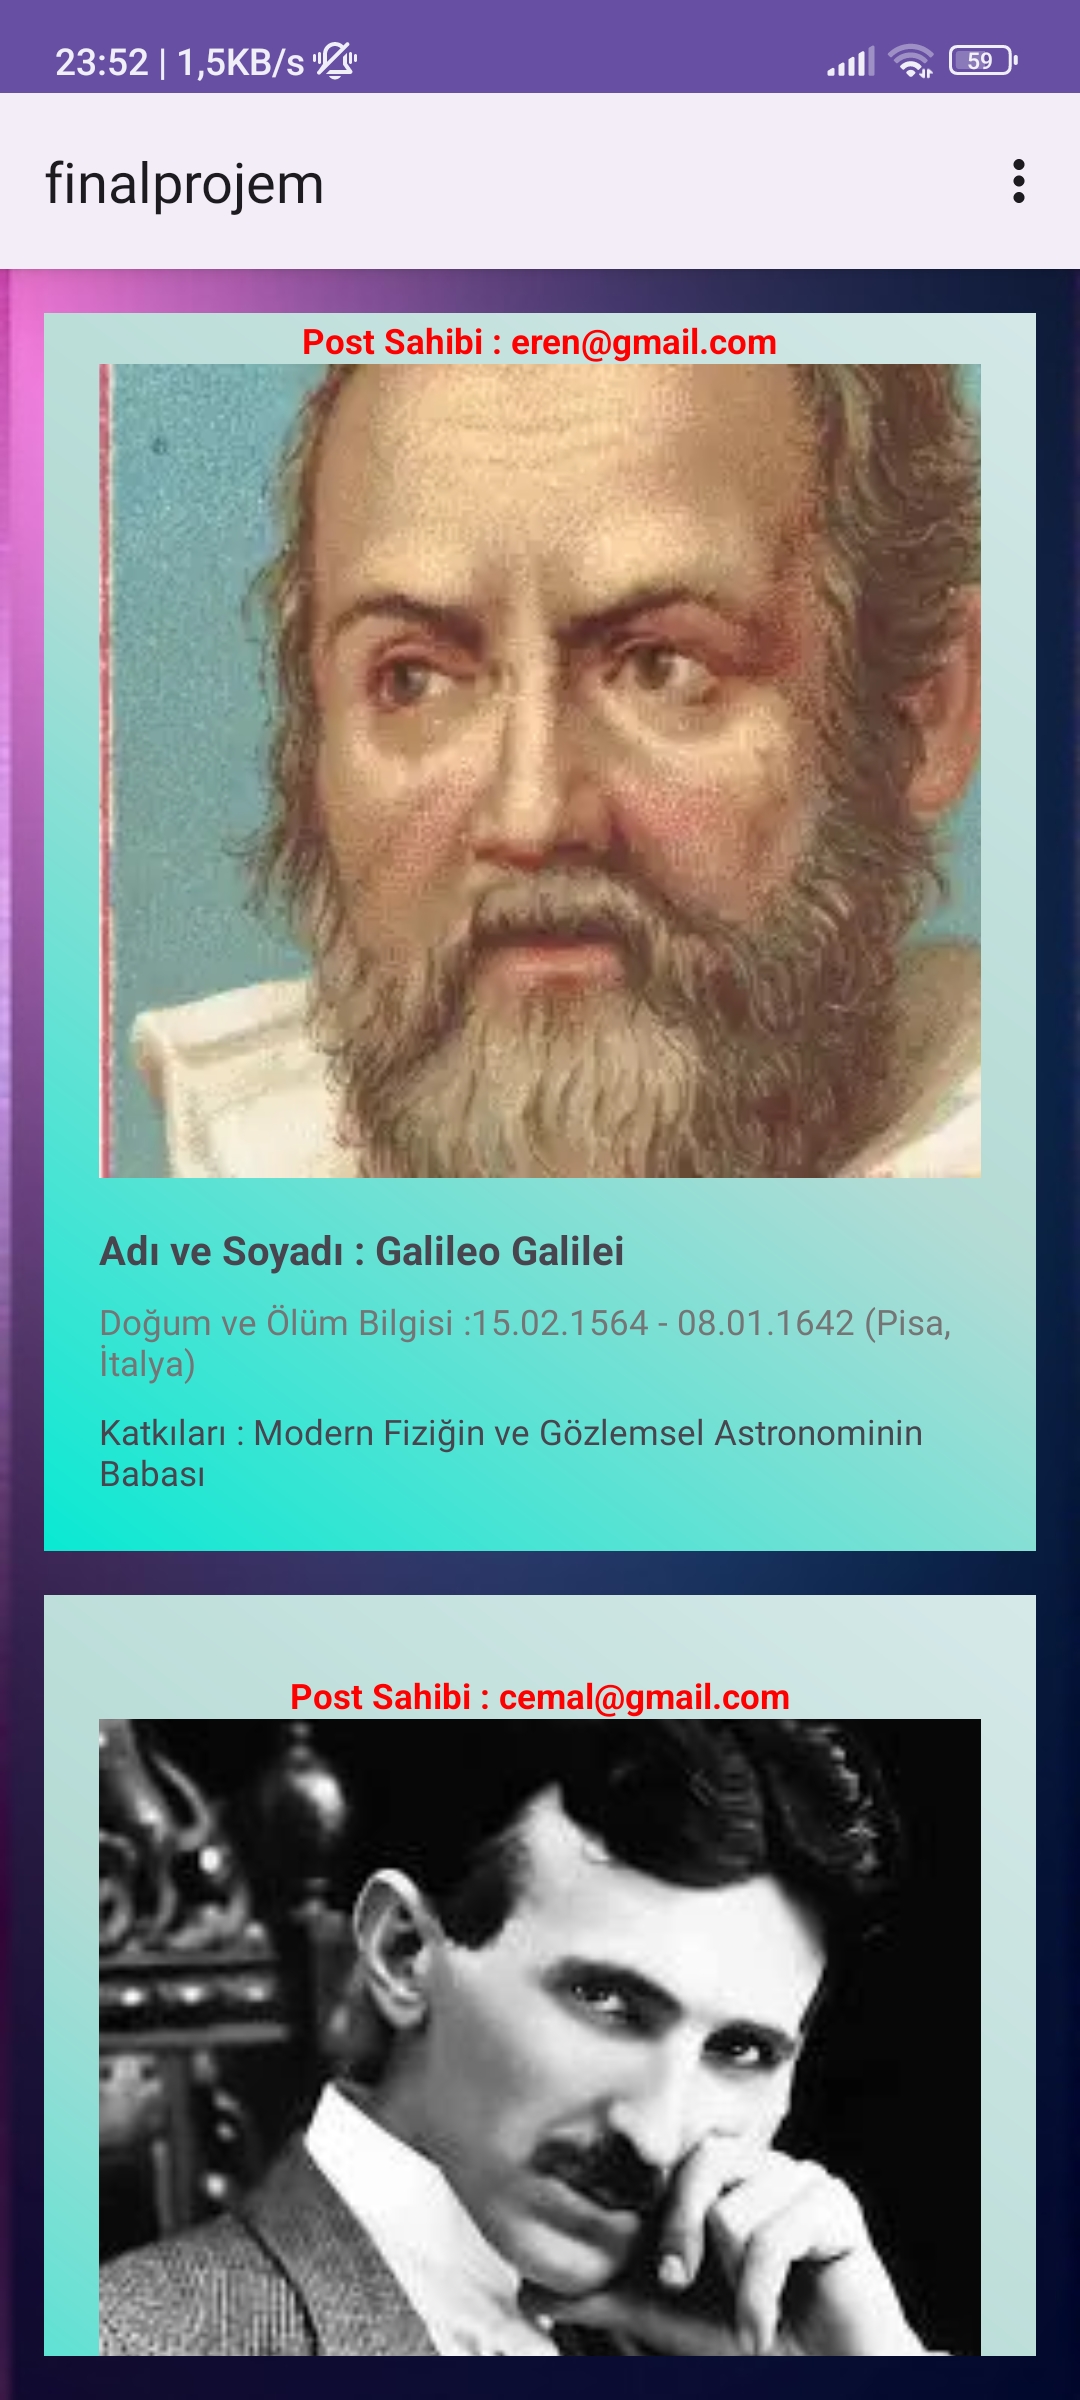 23:52 | 1,5KB/s
59
finalprojem
Post Sahibi : eren@gmail.com
Adı ve Soyadı : Galileo Galilei
Doğum ve Ölüm Bilgisi :15.02.1564 - 08.01.1642 (Pisa,
İtalya)
Katkıları : Modern Fiziğin ve Gözlemsel Astronominin
Babası
Post Sahibi : cemal@gmail.com